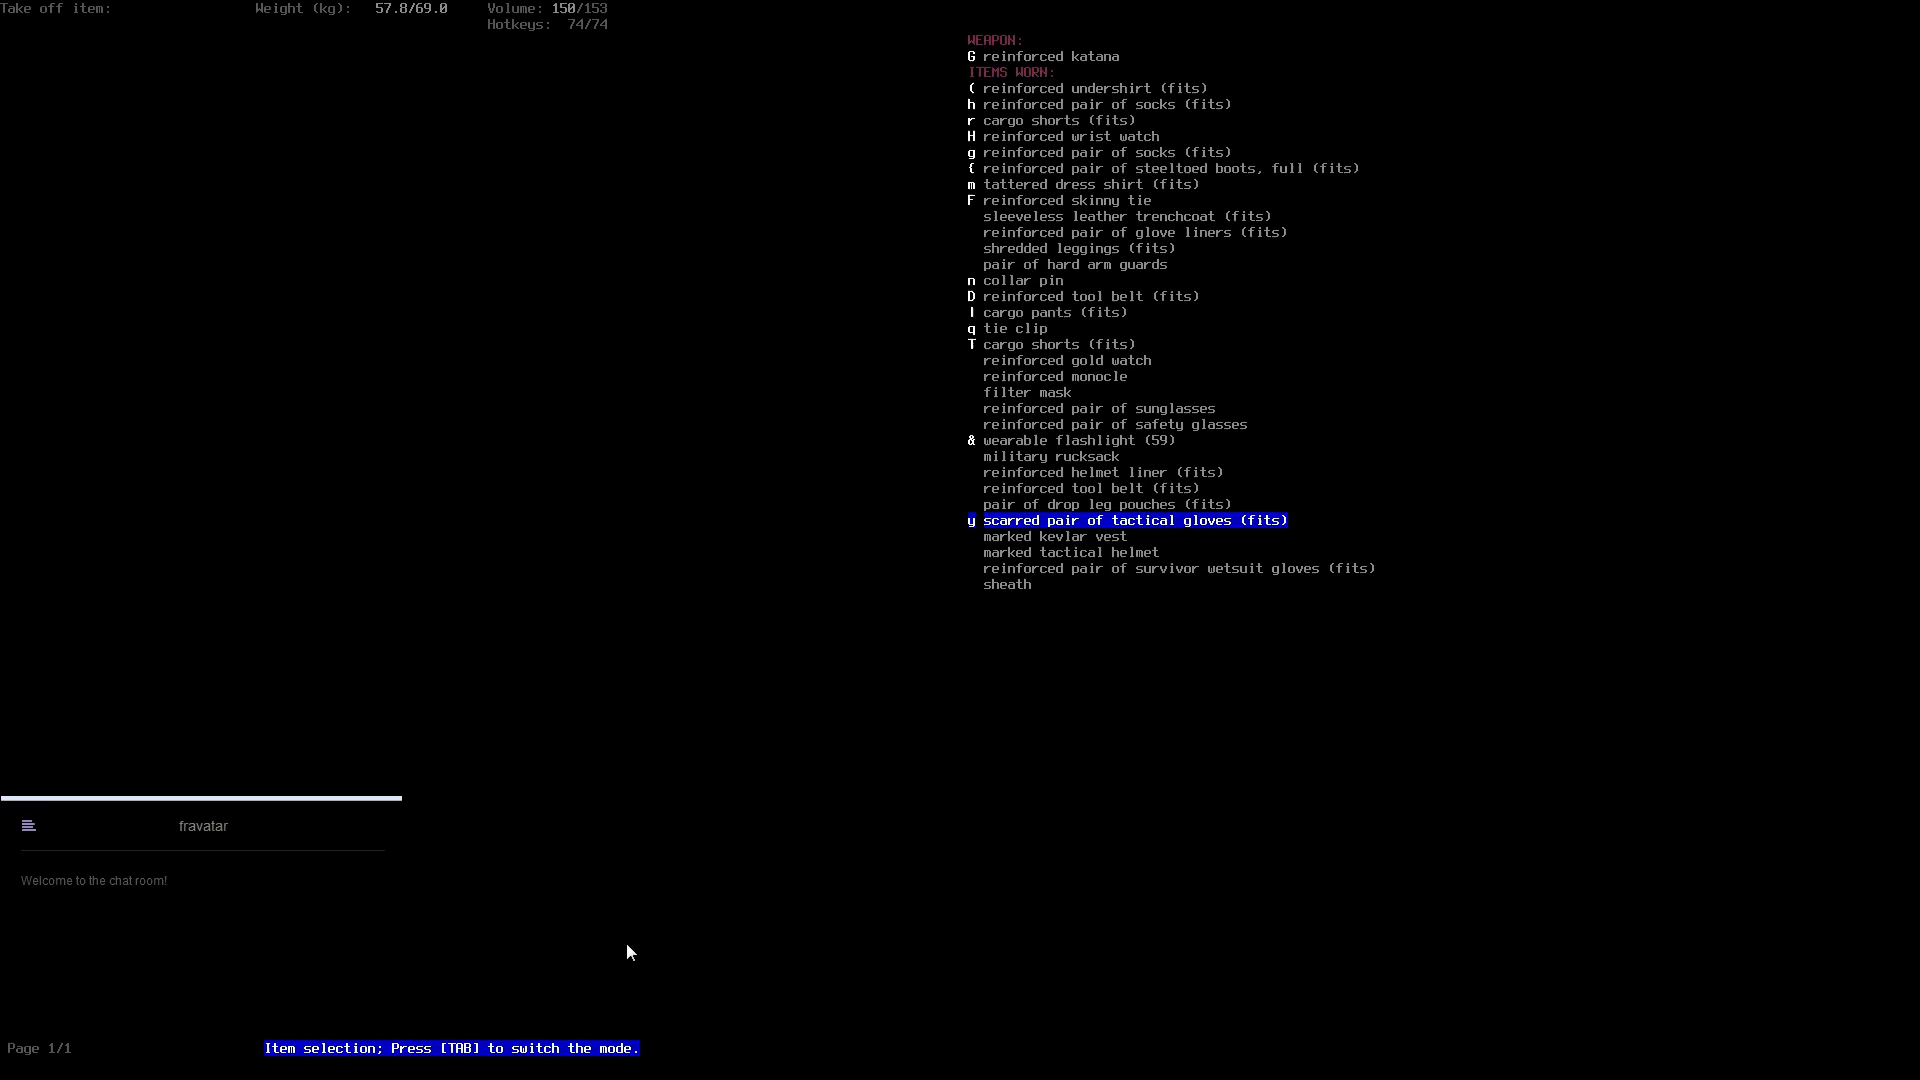 Take off item: Weight (kg): 57.8/69.0 Volume: 150/153
Hotkeys: 74/74
WEAPON:
G reinforced katana
ITEMS WORN:
( reinforced undershirt (fits)
h reinforced pair of socks (fits)
r cargo shorts (fits)
H reinforced wrist watch
g reinforced pair of socks (fits)
{ reinforced pair of steeltoed boots, full (fits)
m tattered dress shirt (fits)
F reinforced skinny tie
sleeveless leather trenchcoat (fits)
reinforced pair of glove liners (fits)
shredded leggings (fits)
pair of hard arm guards
n collar pin
D reinforced tool belt (fits)
l cargo pants (fits)
q tie clip
T cargo shorts (fits)
reinforced gold watch
reinforced monocle
filter mask
reinforced pair of sunglasses
reinforced pair of safety glasses
& wearable flashlight (59)
military rucksack
reinforced helmet liner (fits)
reinforced tool belt (fits)
pair of drop leg pouches (fits)
y scarred pair of tactical gloves (fits)
marked kevlar vest
marked tactical helmet
reinforced pair of survivor wetsuit gloves (fits)
sheath
fravatar
Welcome to the chat room!
Page 1/1 Item selection; Press [TAB] to switch the mode.